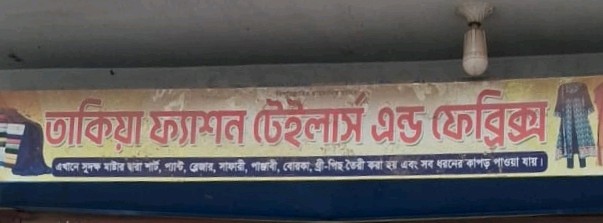 তাকিয়া ফ্যাশন টেইলার্স এন্ড ফেব্রিক্স
এখানে সুদক্ষ মাষ্টার দ্বারা শার্ট, প্যান্ট, ব্লেজার, সাফারী, পাঞ্জাবী, বোরকা, থ্রী-পিছ তৈরী করা হয় এবং সব ধরনের কাপড় পাওয়া যায়।